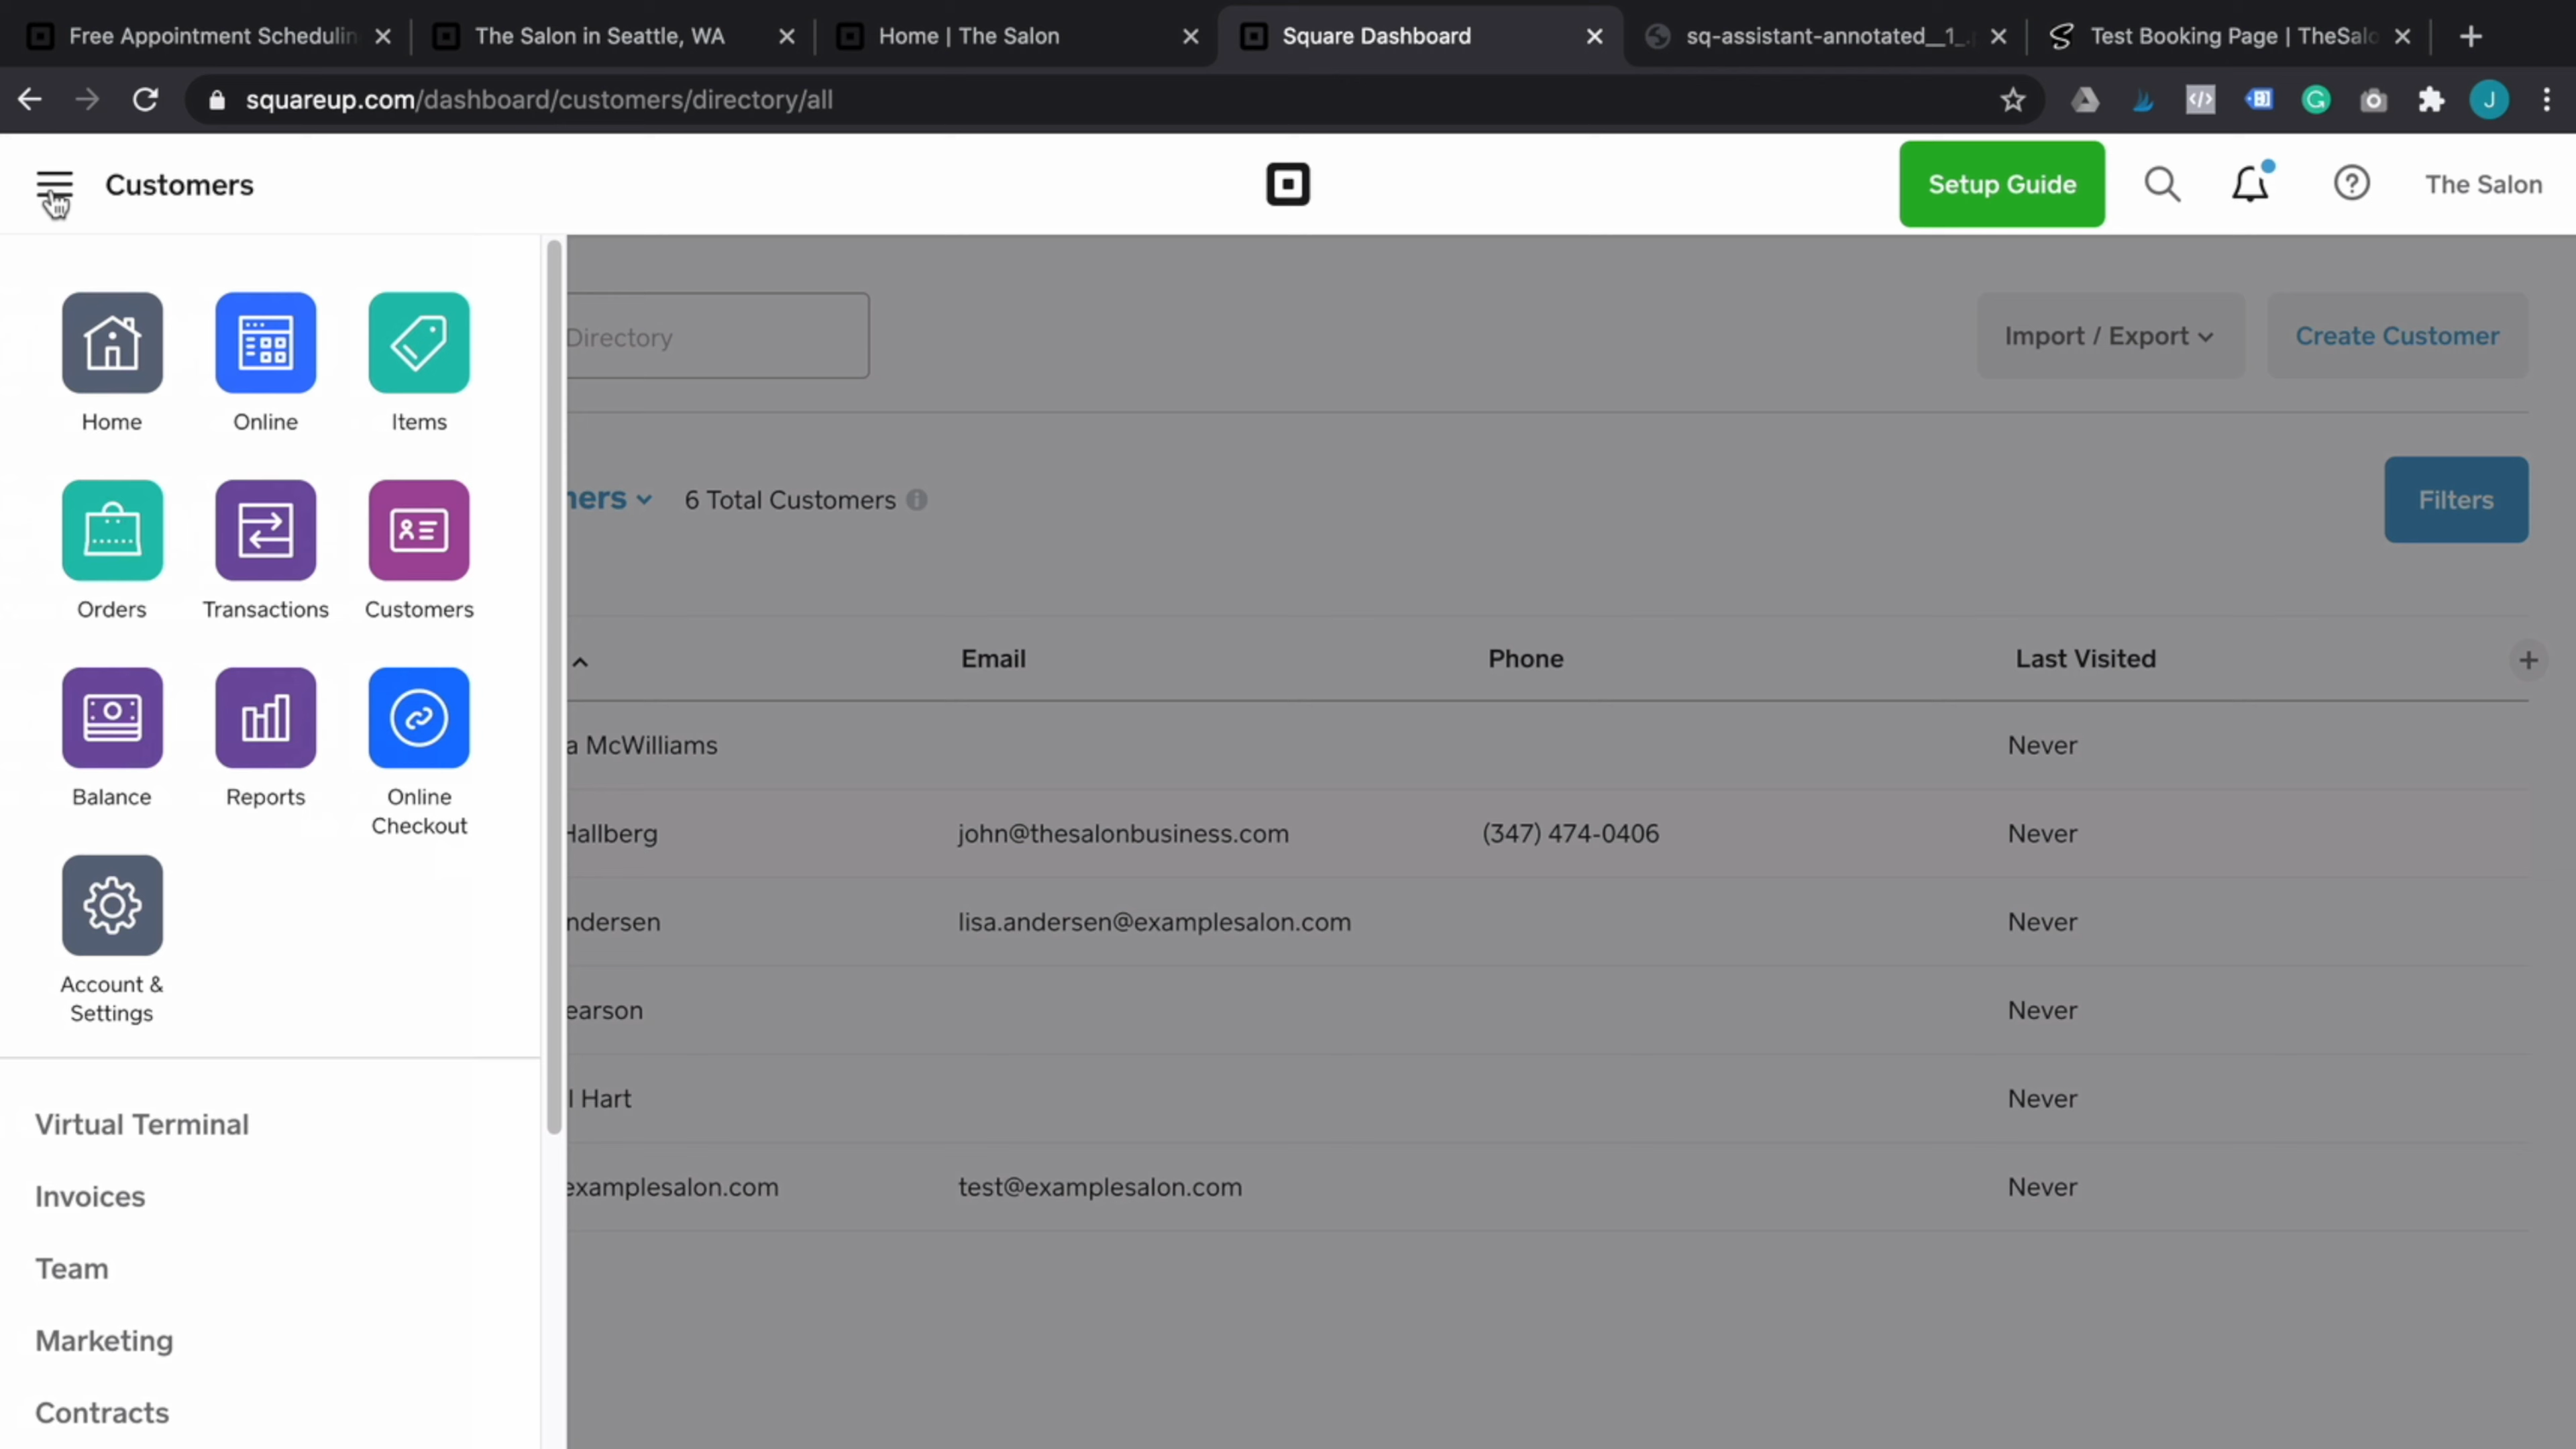 Free Appointment Schedulin
The Salon in Seattle, WA
Home | The Salon
Square Dashboard
sq-assistant-annotated__1_.
Test Booking Page | TheSalo
squareup.com/dashboard/customers/directory/all
J
Customers
Setup Guide
The Salon
Home
Online
Items
Directory
Import / Export
Create Customer
Orders
Transactions
Customers
mers
6 Total Customers
Filters
Balance
Reports
Online
Checkout
Account &
Settings
Email
Phone
Last Visited
a McWilliams
Never
Hallberg
john@thesalonbusiness.com
(347) 474-0406
Never
ndersen
lisa.andersen@examplesalon.com
Never
earson
Never
l Hart
Never
examplesalon.com
test@examplesalon.com
Never
Virtual Terminal
Invoices
Team
Marketing
Contracts